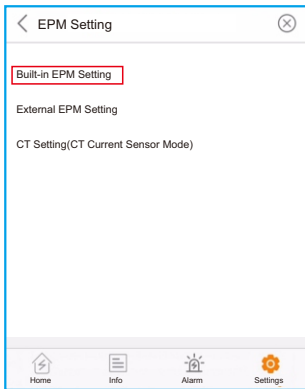 EPM Setting
Built-in EPM Setting
External EPM Setting
CT Setting(CT Current Sensor Mode)
Home Info Alarm Settings